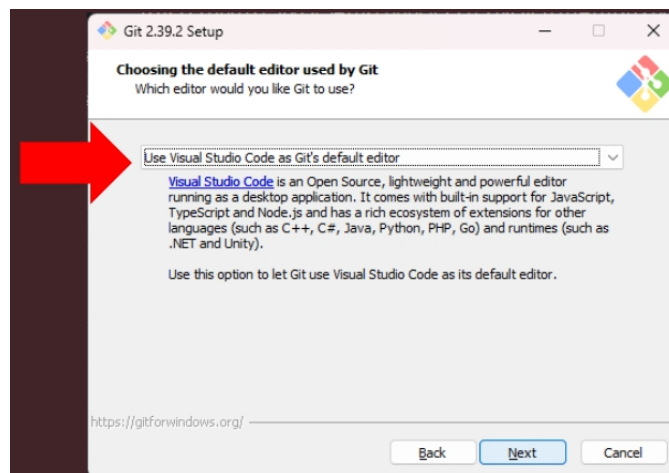 Git 2.39.2 Setup
Choosing the default editor used by Git
Which editor would you like Git to use?
Use Visual Studio Code as Git's default editor
Visual Studio Code is an Open Source, lightweight and powerful editor
running as a desktop application. It comes with built-in support for JavaScript,
TypeScript and Node.js and has a rich ecosystem of extensions for other
languages (such as C++, C#, Java, Python, PHP, Go) and runtimes (such as
.NET and Unity).
Use this option to let Git use Visual Studio Code as its default editor.
https://gitforwindows.org/
Back Next Cancel